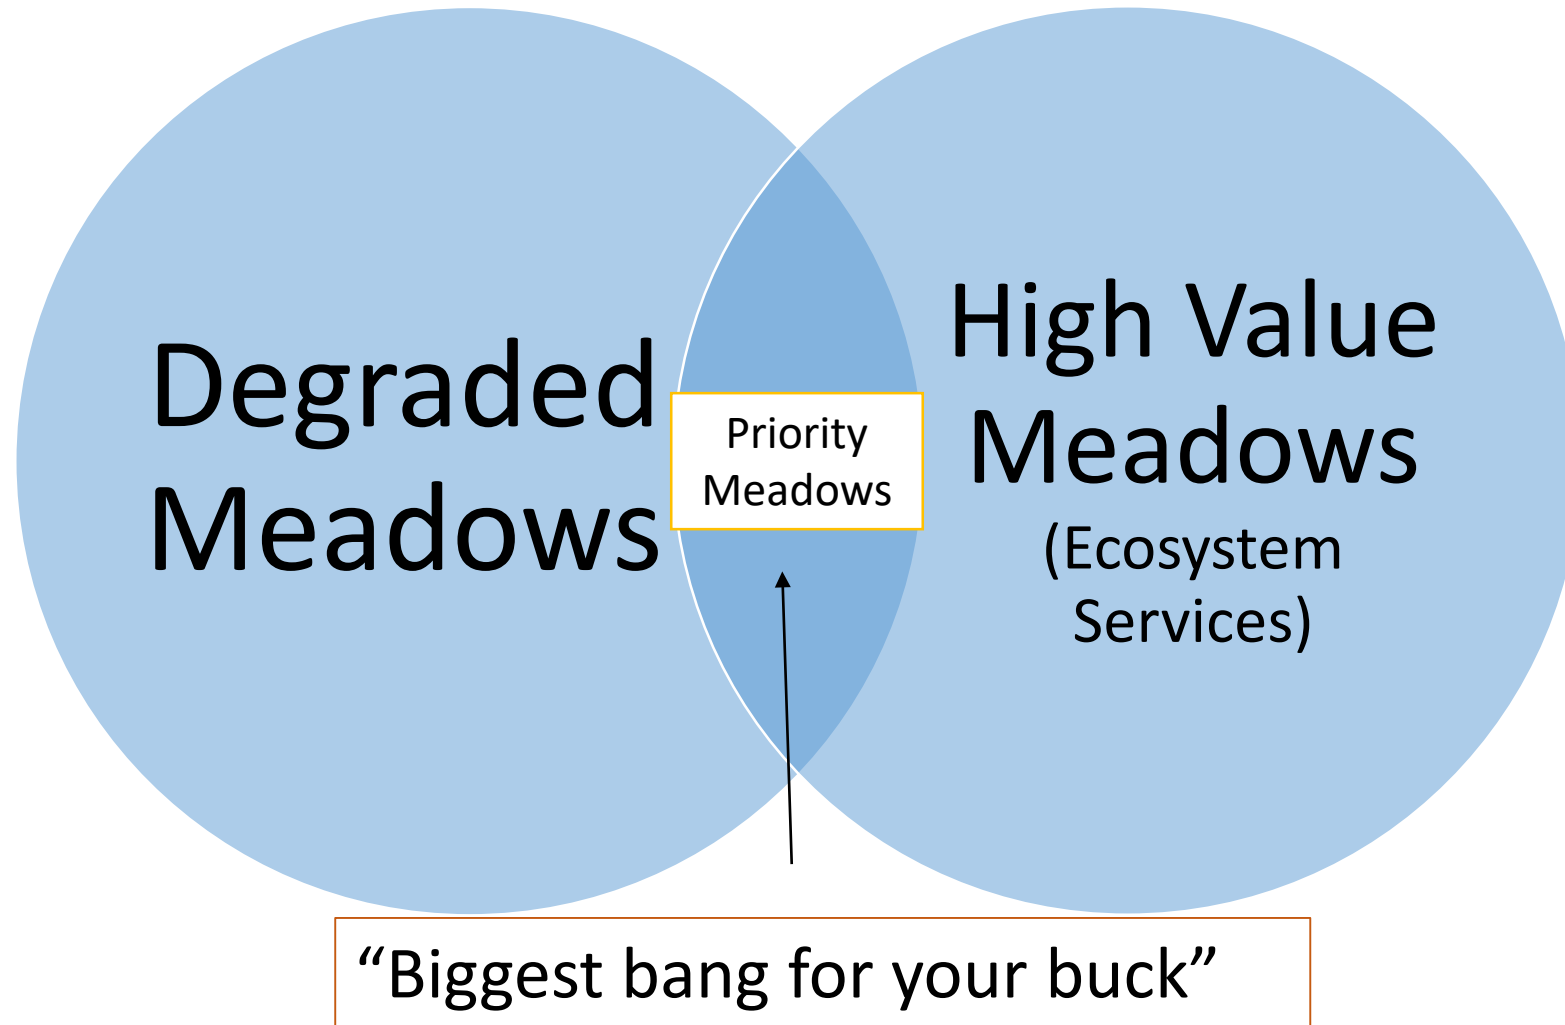 Degraded
Meadows
Priority
Meadows
High Value
Meadows
(Ecosystem
Services)
“Biggest bang for your buck”